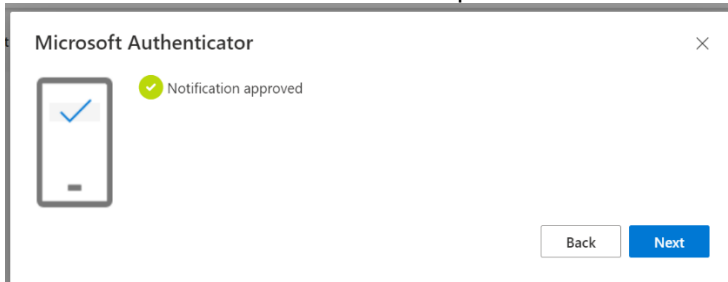 Microsoft Authenticator
Notification approved
Back
Next